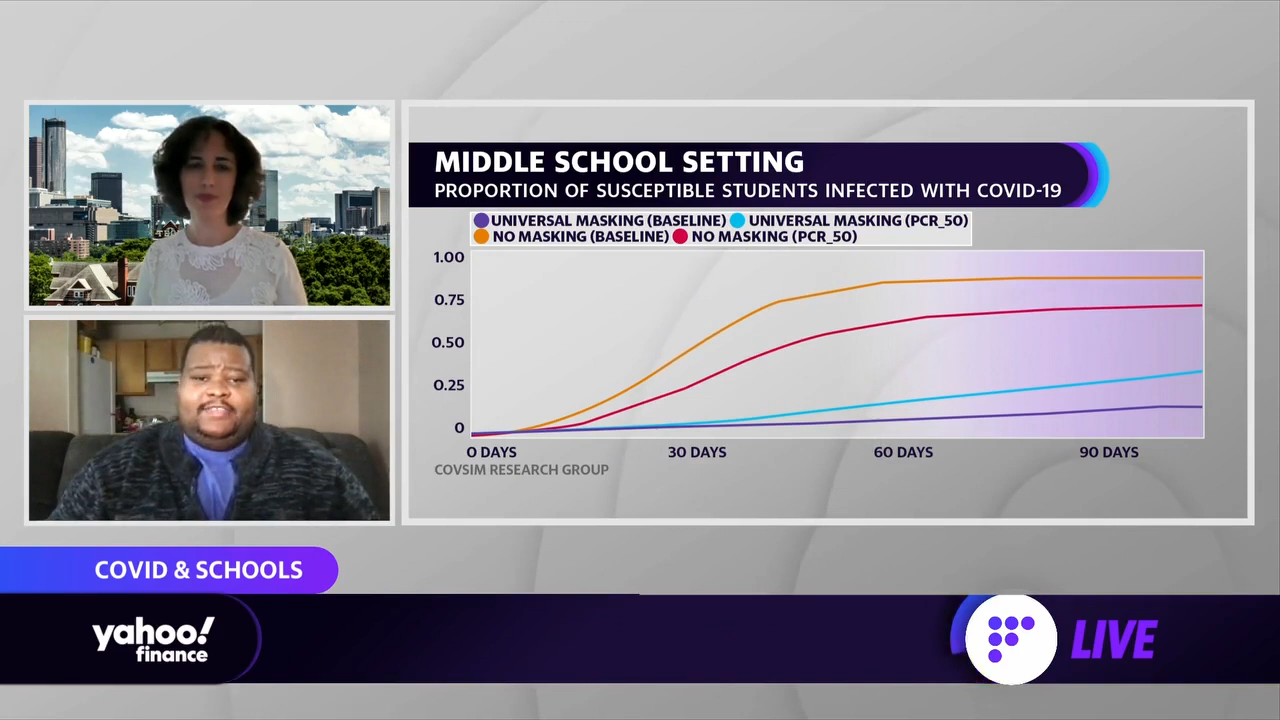 MIDDLE SCHOOL SETTING
PROPORTION OF SUSCEPTIBLE STUDENTS INFECTED WITH COVID-19
UNIVERSAL MASKING (BASELINE) UNIVERSAL MASKING (PCR_50)
NO MASKING (BASELINE) NO MASKING (PCR_50)
1.00
0.75
0.50
0.25
0
0 DAYS 30 DAYS 60 DAYS 90 DAYS
COVSIM RESEARCH GROUP
COVID & SCHOOLS
yahoo!
finance
LIVE